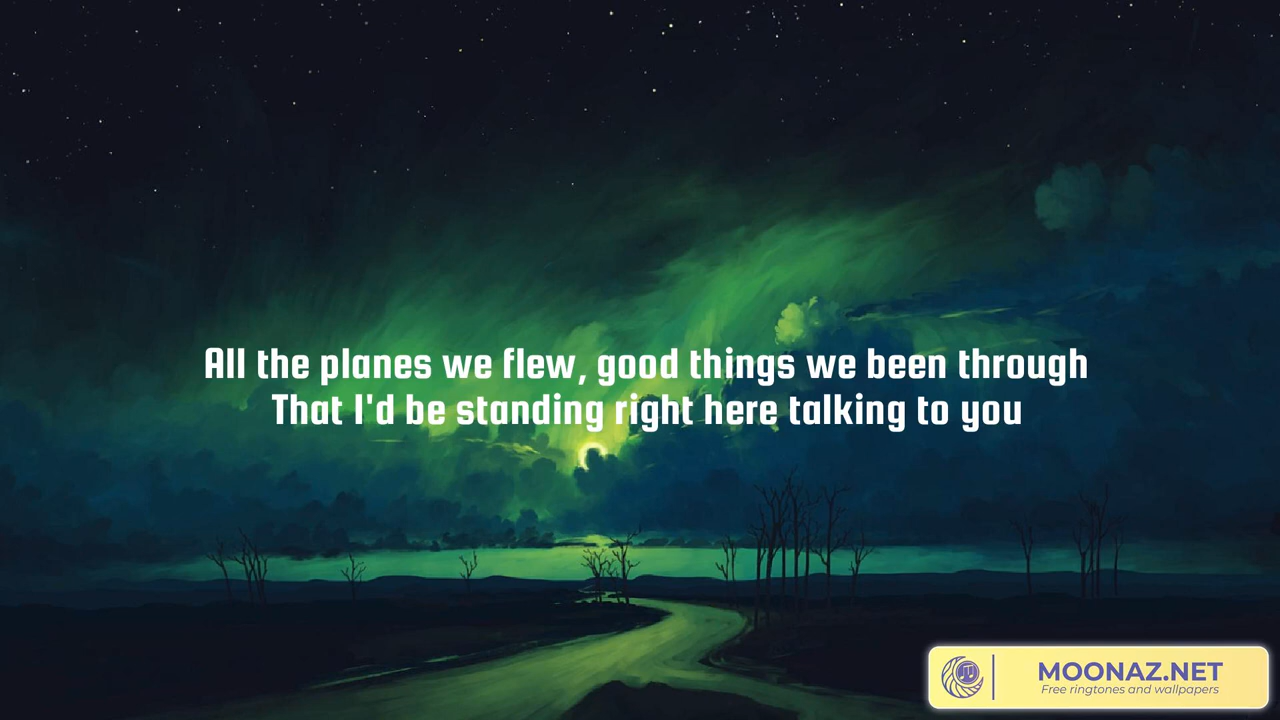 All the planes we flew, good things we been through
That I'd be standing right here talking to you
MOONAZ.NET
Free ringtones and wallpapers